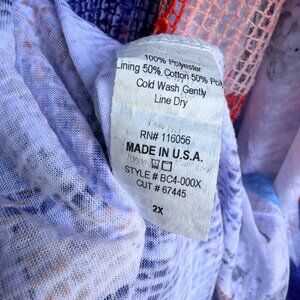 100% Polyester
Lining 50% Cotton 50% Pol
Cold Wash Gently
Line Dry
RN# 116056
MADE IN U.S.A.
STYLE # BC4-000X
CUT # 67445
2X